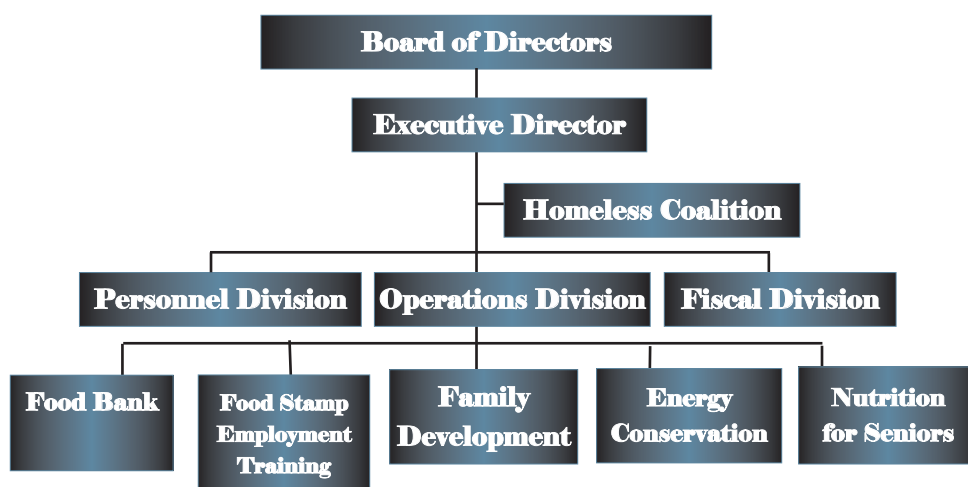 Board of Directors
Executive Director
Homeless Coalition
Personnel Division
Operations Division
Fiscal Division
Food Bank
Food Stamp
Employment
Training
Family
Development
Energy
Conservation
Nutrition
for Seniors